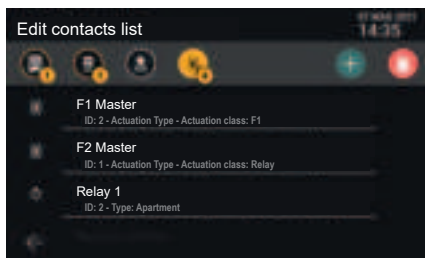 Edit contacts list
14:35
F1 Master
ID: 2 - Actuation Type - Actuation class: F1
F2 Master
ID: 1 - Actuation Type - Actuation class: Relay
Relay 1
ID: 2 - Type: Apartment